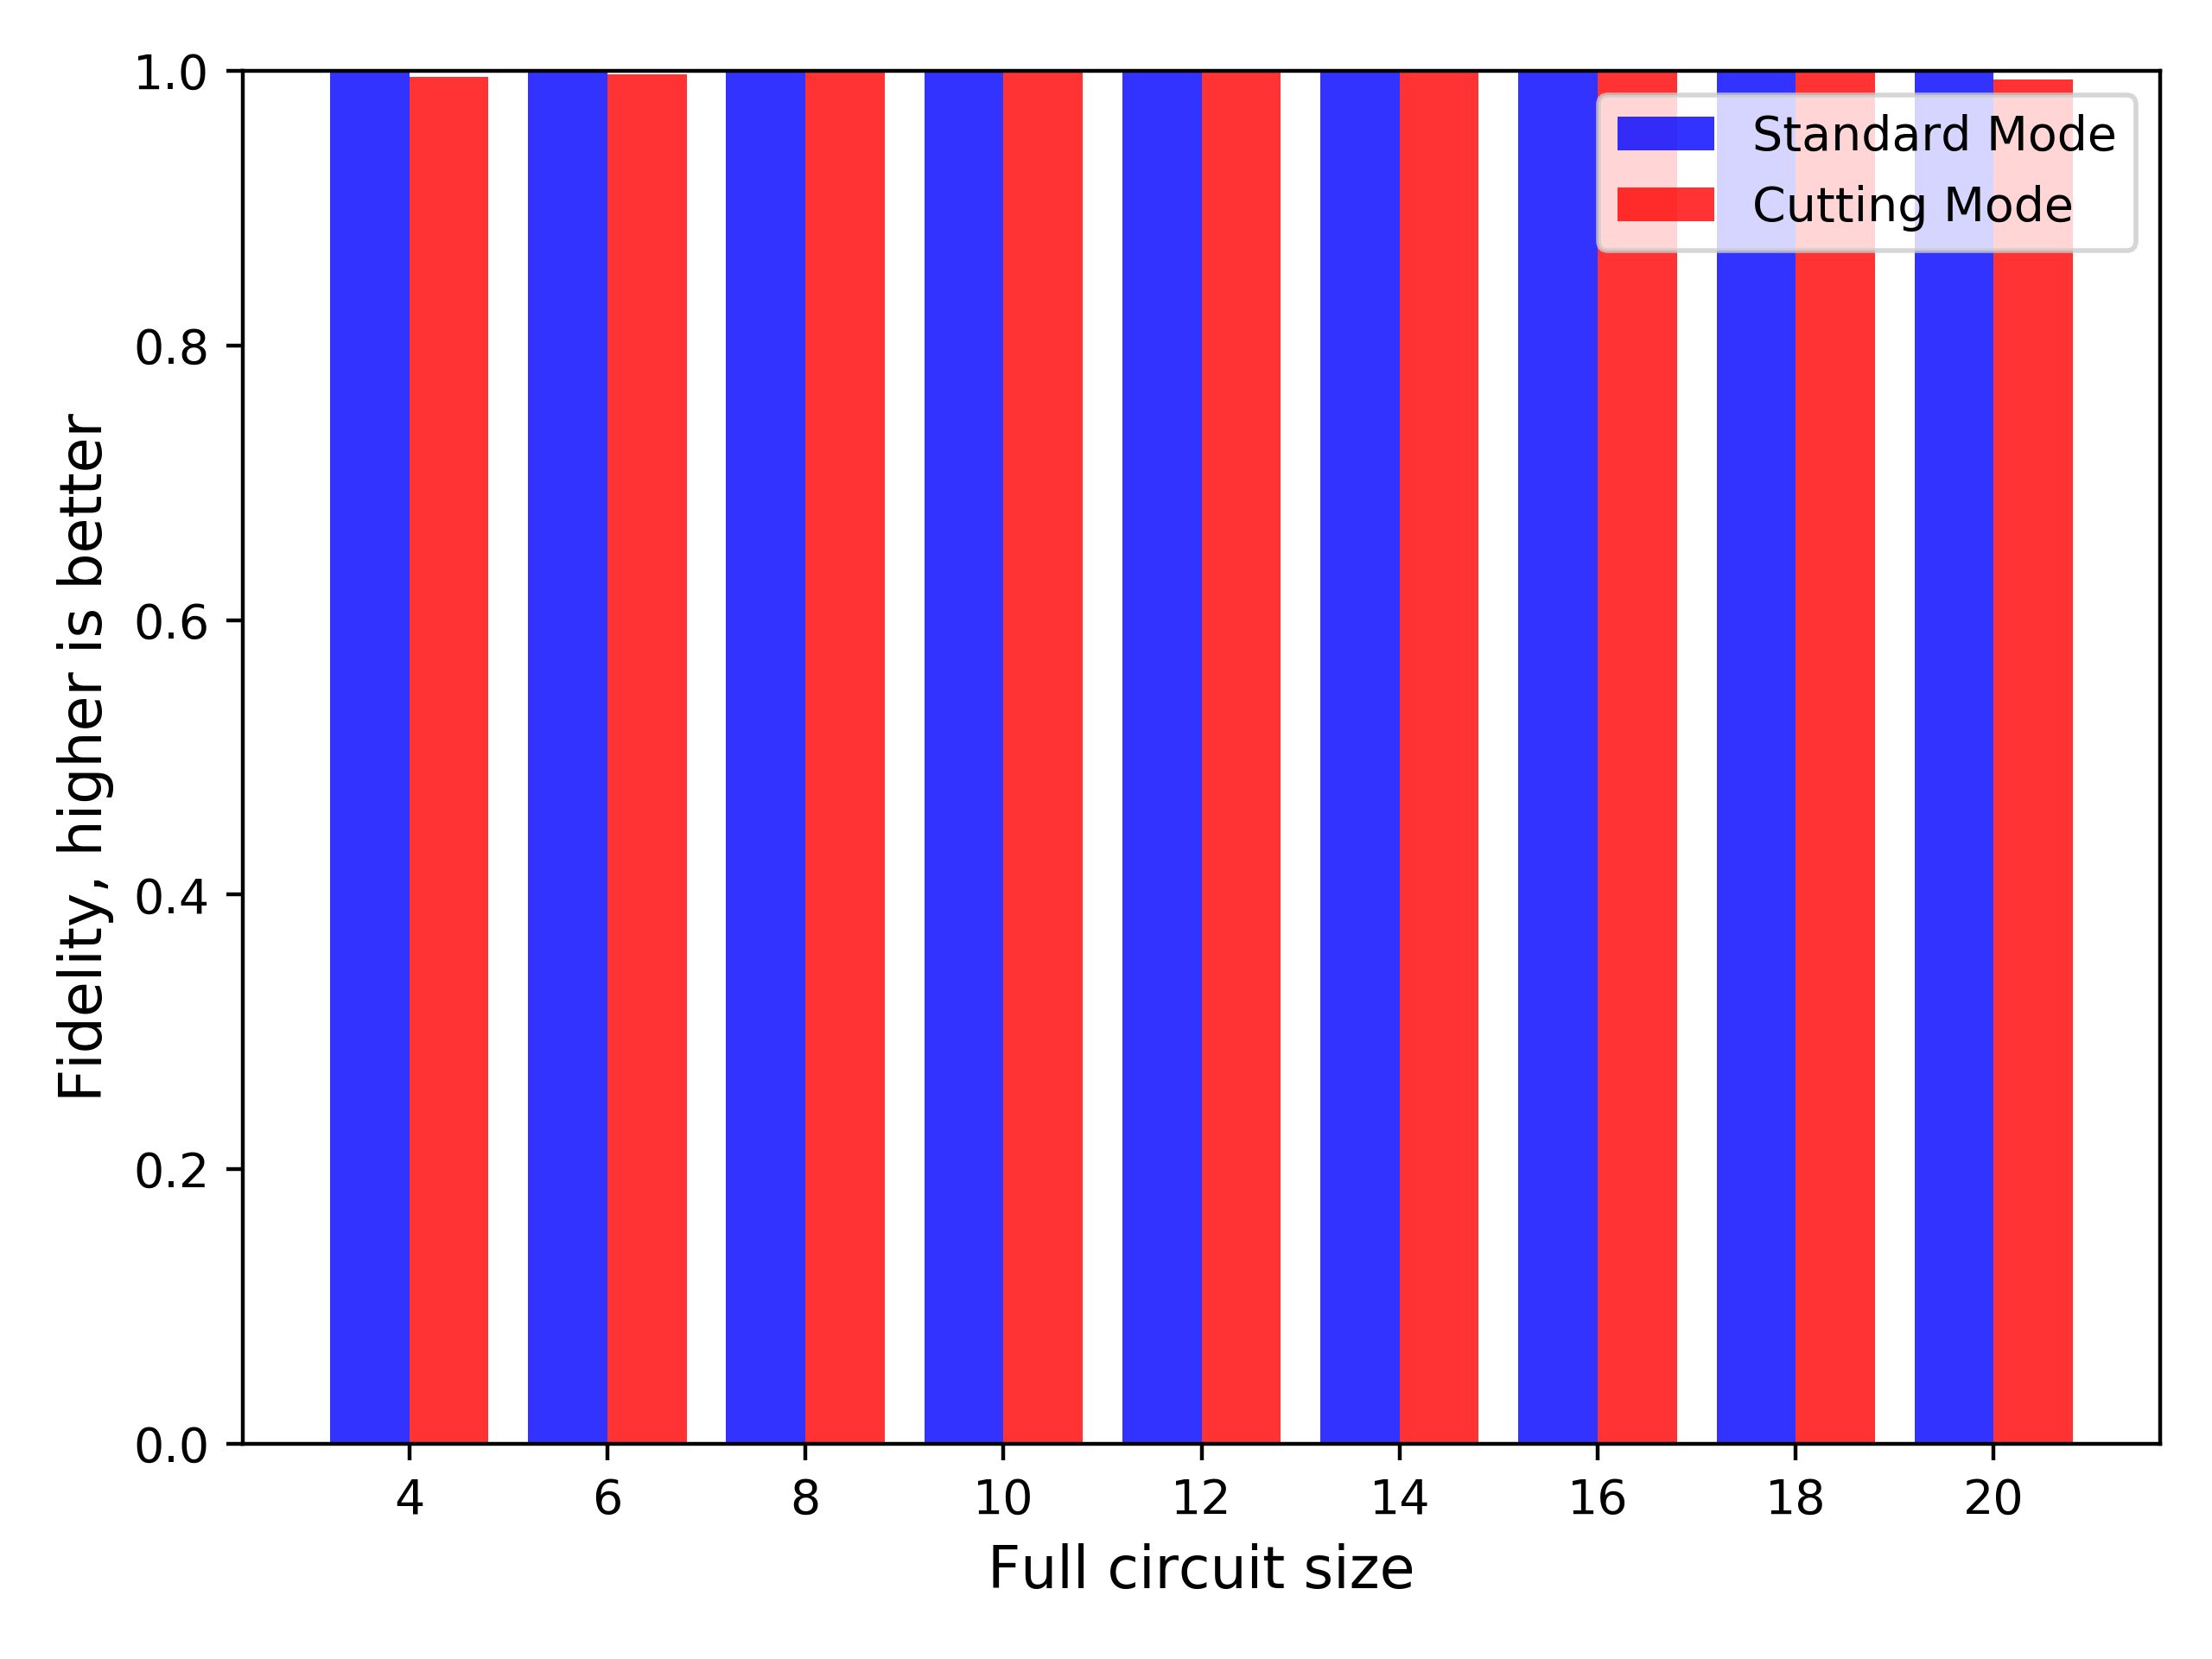 1.0
0.8
0.6
0.4
0.2
0.0
Fidelity, higher is better
Standard Mode
Cutting Mode
4 6 8 10 12 14 16 18 20
Full circuit size